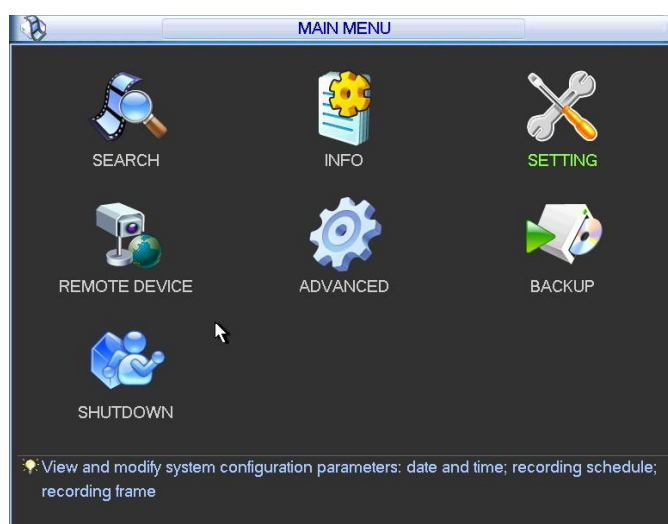 MAIN MENU
SEARCH
INFO
SETTING
REMOTE DEVICE
ADVANCED
BACKUP
SHUTDOWN
View and modify system configuration parameters: date and time; recording schedule;
recording frame